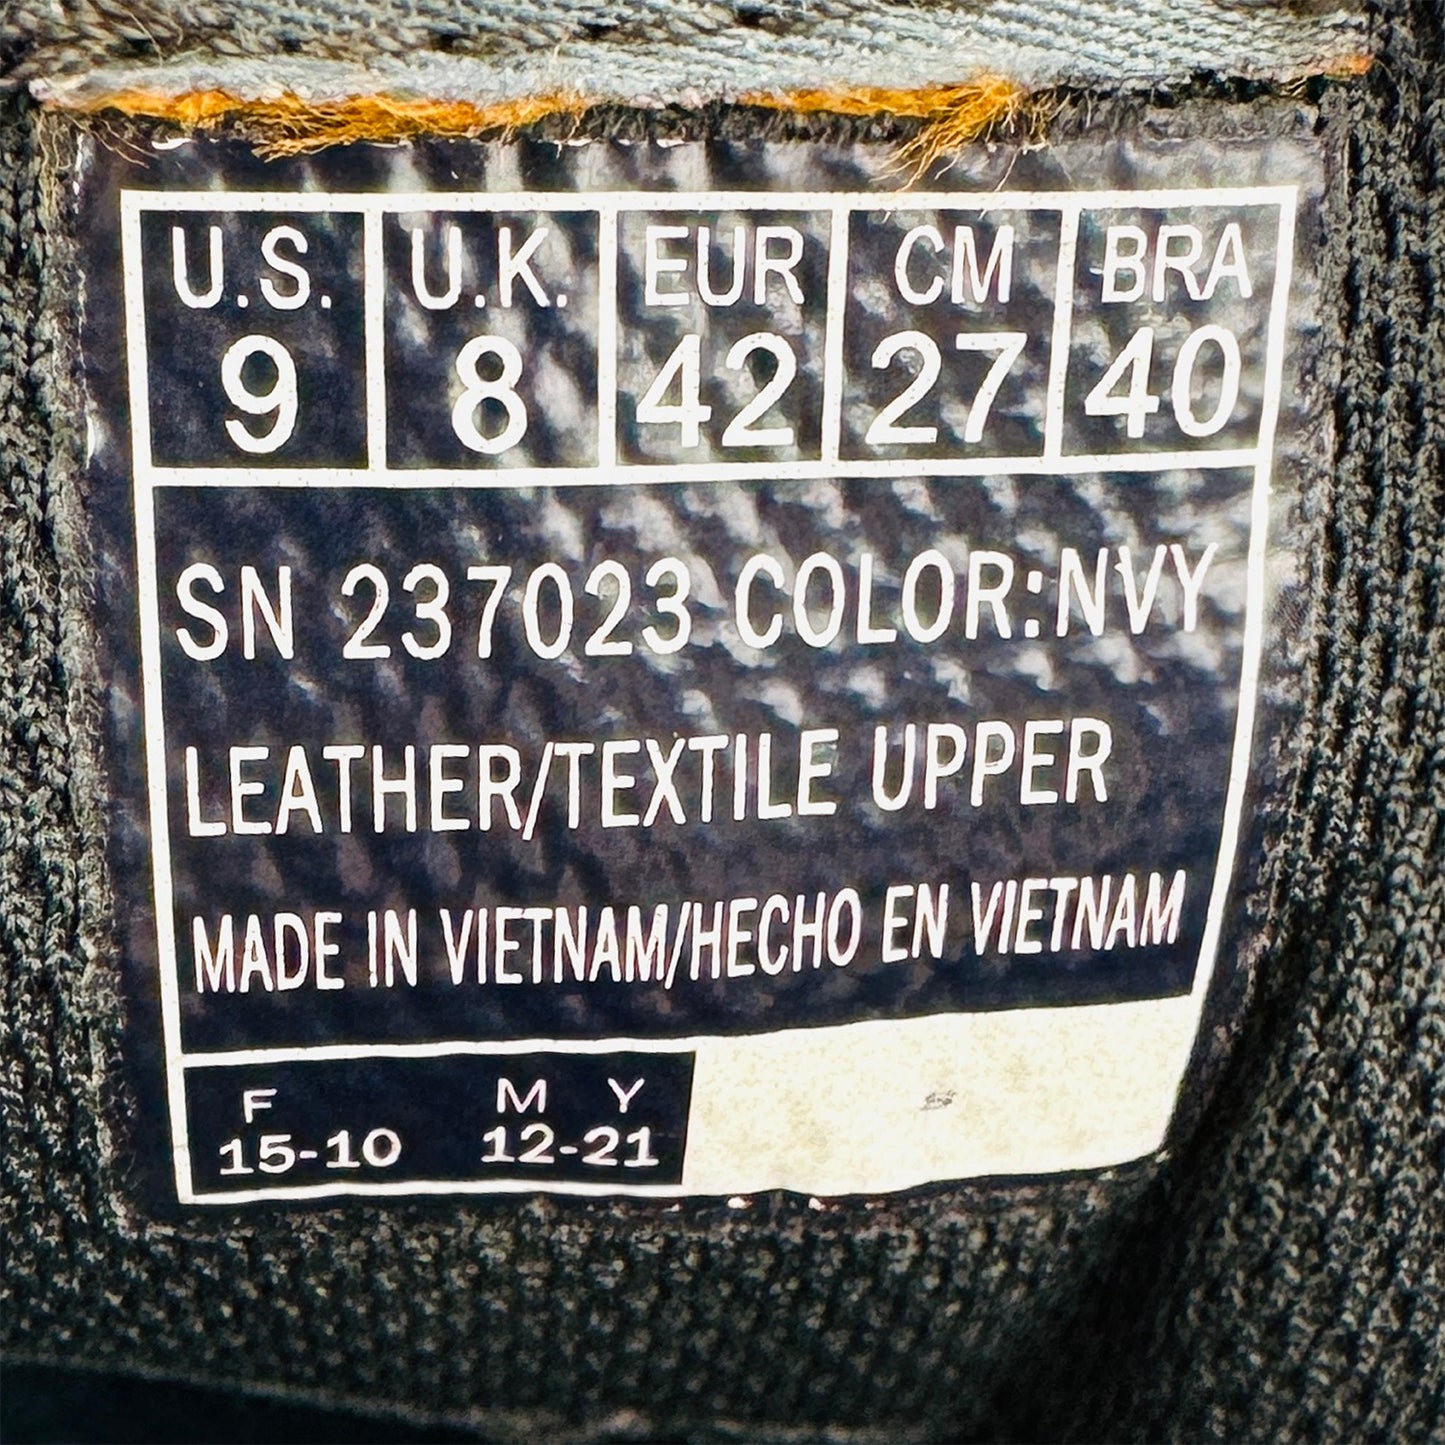 U.S. U.K. EUR CM BRA
9 8 42 27 40
SN 237023 COLOR:NVY
LEATHER/TEXTILE UPPER
MADE IN VIETNAM/HECHO EN VIETNAM
F M Y
15-10 12-21